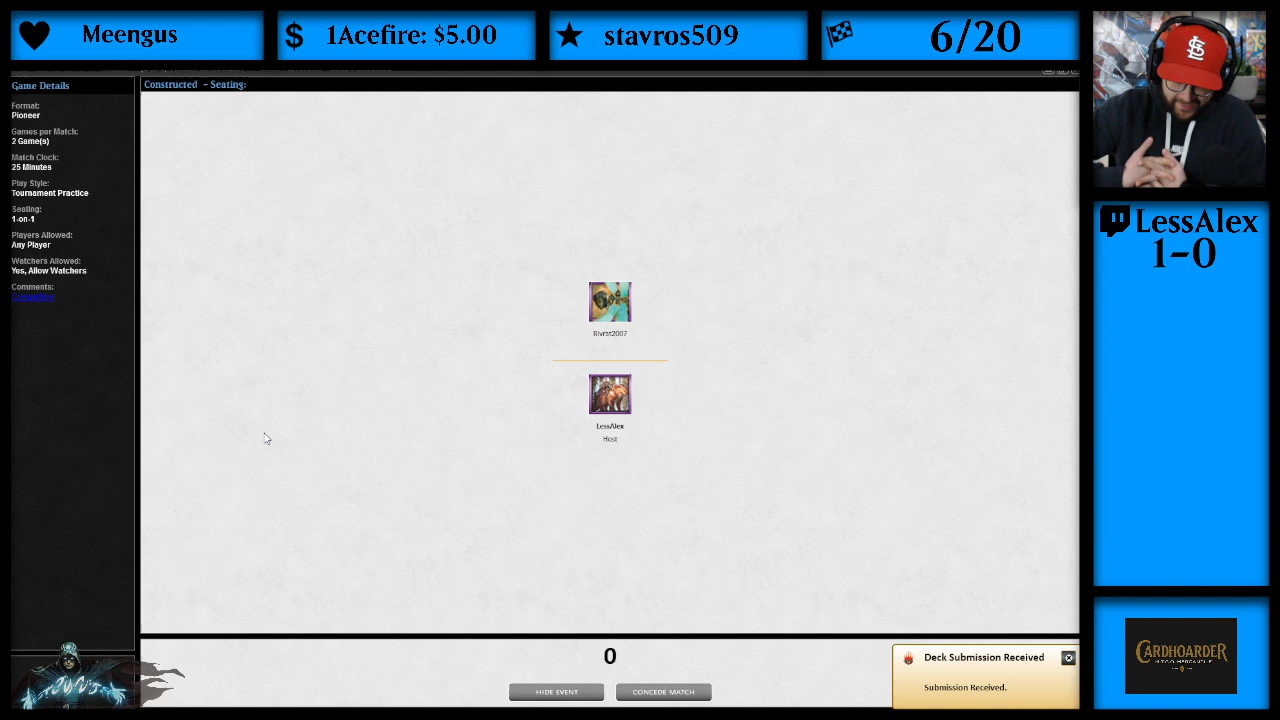 Meengus
$ 1Acefire: $5.00
stavros509
6/20
Game Details
Constructed - Seating:
Format:
Pioneer
Games per Match:
2 Game(s)
Match Clock:
25 Minutes
Play Style:
Tournament Practice
Seating:
1-on-1
Players Allowed:
Any Player
Watchers Allowed:
Yes, Allow Watchers
Comments:
Rivrat2007
LessAlex
Host
0
HIDE EVENT
CONCEDE MATCH
Deck Submission Received
Submission Received.
LessAlex
1-0
CARDHOARDER